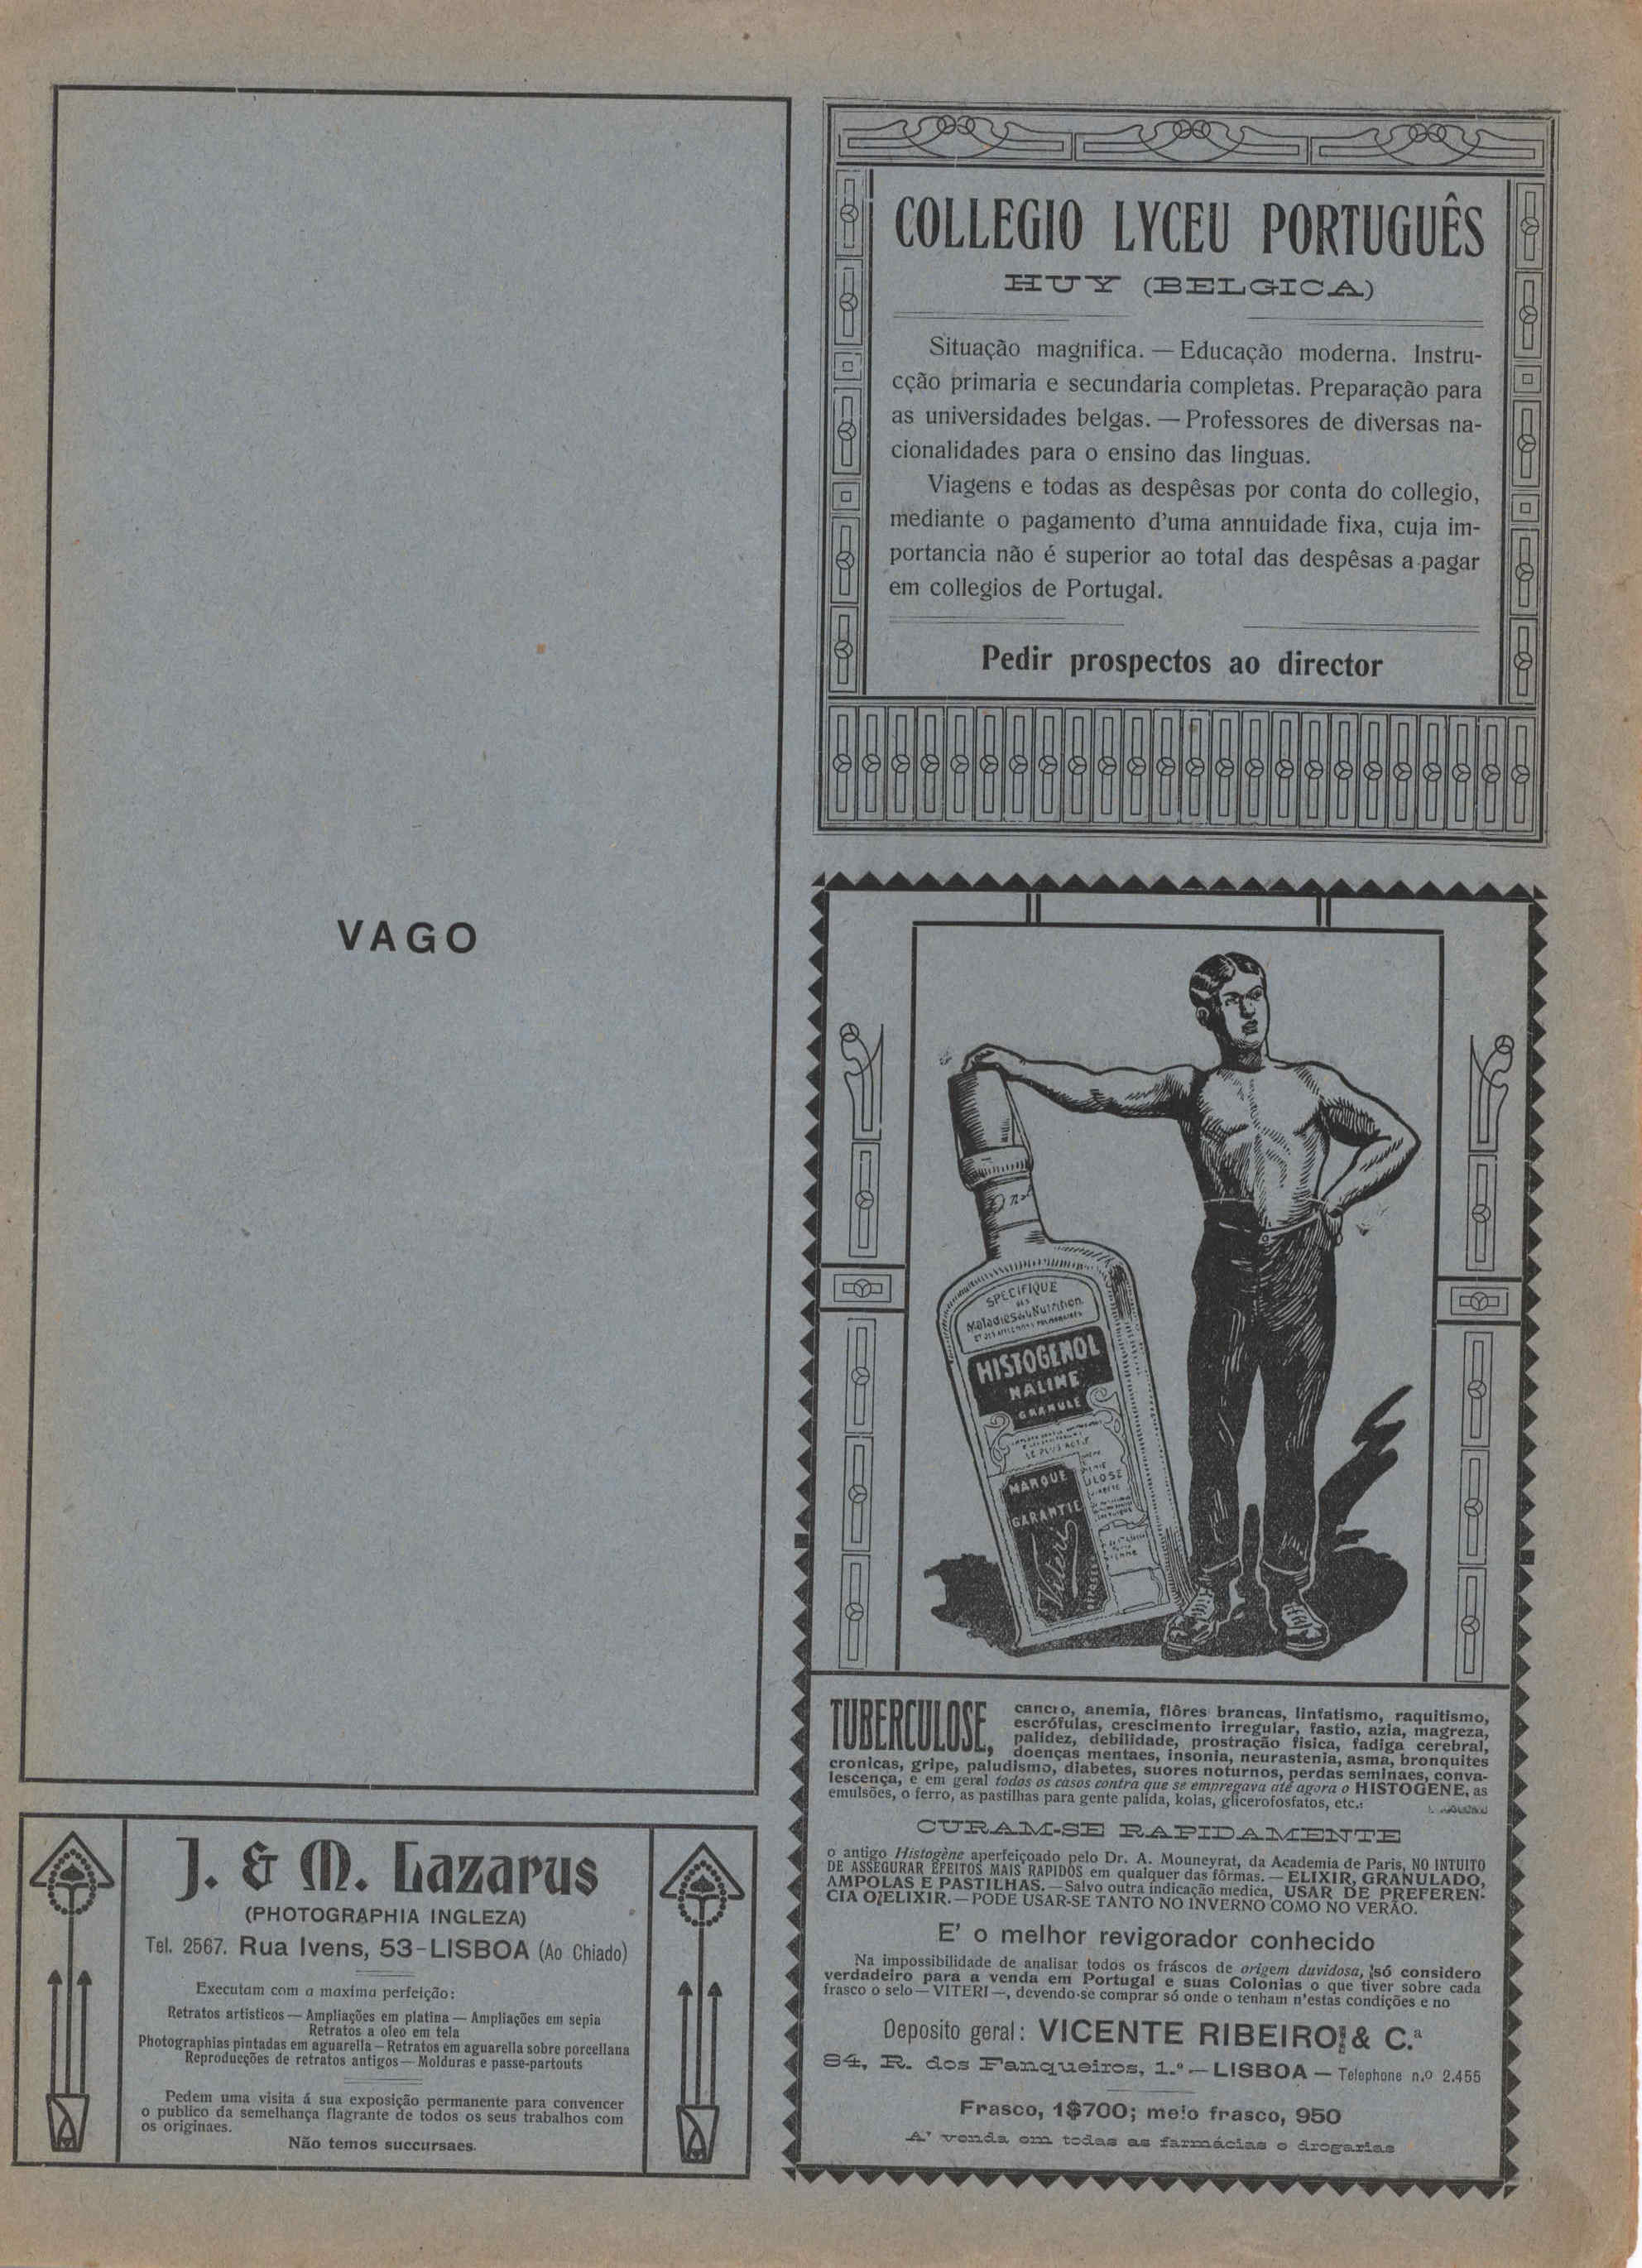 VAGO
J. & M. Lazarus
(PHOTOGRAPHIA INGLEZA)
Tel. 2567. Rua Ivens, 53-LISBOA (Ao Chiado)
Executam com a maxima perfeição:
Retratos artisticos — Ampliações em platina — Ampliações em sepia
Retratos a oleo em tela
Photographias pintadas em aguarella — Retratos em aguarella sobre porcellana
Reproducções de retratos antigos — Molduras e passe-partouts
Pedem uma visita á sua exposição permanente para convencer
o publico da semelhança flagrante de todos os seus trabalhos com
os originaes.
Não temos succursaes.
COLLEGIO LYCEU PORTUGUÊS
HUY (BELGICA)
Situação magnifica. — Educação moderna. Instru-
cção primaria e secundaria completas. Preparação para
as universidades belgas. — Professores de diversas na-
cionalidades para o ensino das linguas.
Viagens e todas as despêsas por conta do collegio,
mediante o pagamento d'uma annuidade fixa, cuja im-
portancia não é superior ao total das despêsas a pagar
em collegios de Portugal.
Pedir prospectos ao director
SPECIFIQUE
DES
Maladies de la Nutrition
HISTOGENOL
NALINE
GRANULÉ
LE PLUS ACTIF
MARQUE
GARANTIE
Viteri
TUBERCULOSE, cancro, anemia, flôres brancas, linfatismo, raquitismo,
escrófulas, crescimento irregular, fastio, azia, magreza,
palidez, debilidade, prostração fisica, fadiga cerebral,
doenças mentaes, insonia, neurastenia, asma, bronquites
cronicas, gripe, paludismo, diabetes, suores noturnos, perdas seminaes, conva-
lescença, e em geral todos os casos contra que se empregava até agora o HISTOGENE, as
emulsões, o ferro, as pastilhas para gente palida, kolas, glicerofosfatos, etc.:
CURAM-SE RAPIDAMENTE
o antigo Histogène aperfeiçoado pelo Dr. A. Mouneyrat, da Academia de Paris, NO INTUITO
DE ASSEGURAR EFEITOS MAIS RAPIDOS em qualquer das fôrmas. — ELIXIR, GRANULADO,
AMPOLAS E PASTILHAS. — Salvo outra indicação medica, USAR DE PREFEREN-
CIA O ELIXIR. — PODE USAR-SE TANTO NO INVERNO COMO NO VERÃO.
E' o melhor revigorador conhecido
Na impossibilidade de analisar todos os fráscos de origem duvidosa, só considero
verdadeiro para a venda em Portugal e suas Colonias o que tiver sobre cada
frasco o selo — VITERI —, devendo-se comprar só onde o tenham n'estas condições e no
Deposito geral: VICENTE RIBEIRO & C.ª
84, R. dos Fanqueiros, 1.º — LISBOA — Telephone n.º 2.455
Frasco, 1$700; meio frasco, 950
A' venda em todas as farmácias e drogarias